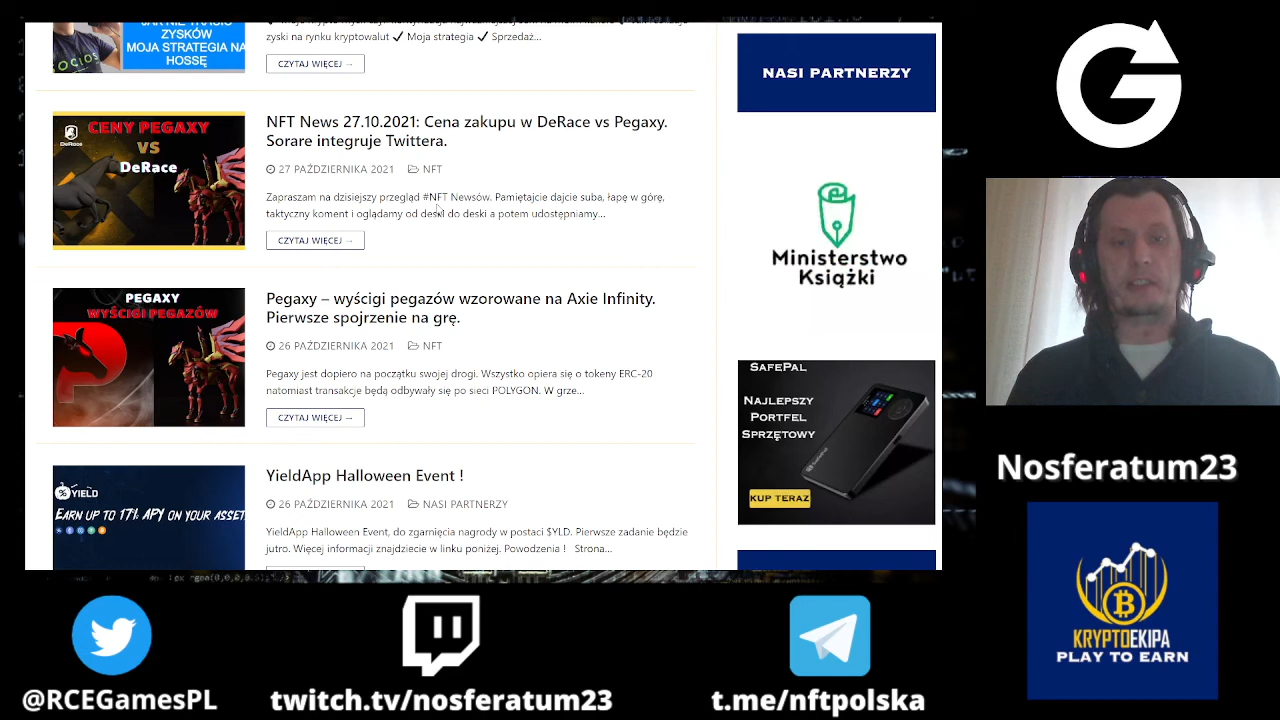 JAK NIE TRACIĆ
ZYSKÓW
MOJA STRATEGIA NA
HOSSĘ
zyski na rynku kryptowalut ✔ Moja strategia ✔ Sprzedaż...
CZYTAJ WIĘCEJ →
CENY PEGAXY
VS
DeRace
DeRace
NFT News 27.10.2021: Cena zakupu w DeRace vs Pegaxy.
Sorare integruje Twittera.
27 PAŹDZIERNIKA 2021 NFT
Zapraszam na dzisiejszy przegląd #NFT Newsów. Pamiętajcie dajcie suba, łapę w górę,
taktyczny koment i oglądamy od deski do deski a potem udostępniamy...
CZYTAJ WIĘCEJ →
PEGAXY
WYŚCIGI PEGAZÓW
Pegaxy – wyścigi pegazów wzorowane na Axie Infinity.
Pierwsze spojrzenie na grę.
26 PAŹDZIERNIKA 2021 NFT
Pegaxy jest dopiero na początku swojej drogi. Wszystko opiera się o tokeny ERC-20
natomiast transakcje będą odbywały się po sieci POLYGON. W grze...
CZYTAJ WIĘCEJ →
YIELD
EARN UP TO 17% APY ON YOUR ASSET
YieldApp Halloween Event !
26 PAŹDZIERNIKA 2021 NASI PARTNERZY
YieldApp Halloween Event, do zgarnięcia nagrody w postaci $YLD. Pierwsze zadanie będzie
jutro. Więcej informacji znajdziecie w linku poniżej. Powodzenia ! Strona...
NASI PARTNERZY
Ministerstwo
Książki
SAFEPAL
NAJLEPSZY
PORTFEL
SPRZĘTOWY
KUP TERAZ
Nosferatum23
KRYPTOEKIPA
PLAY TO EARN
@RCEGamesPL
twitch.tv/nosferatum23
t.me/nftpolska